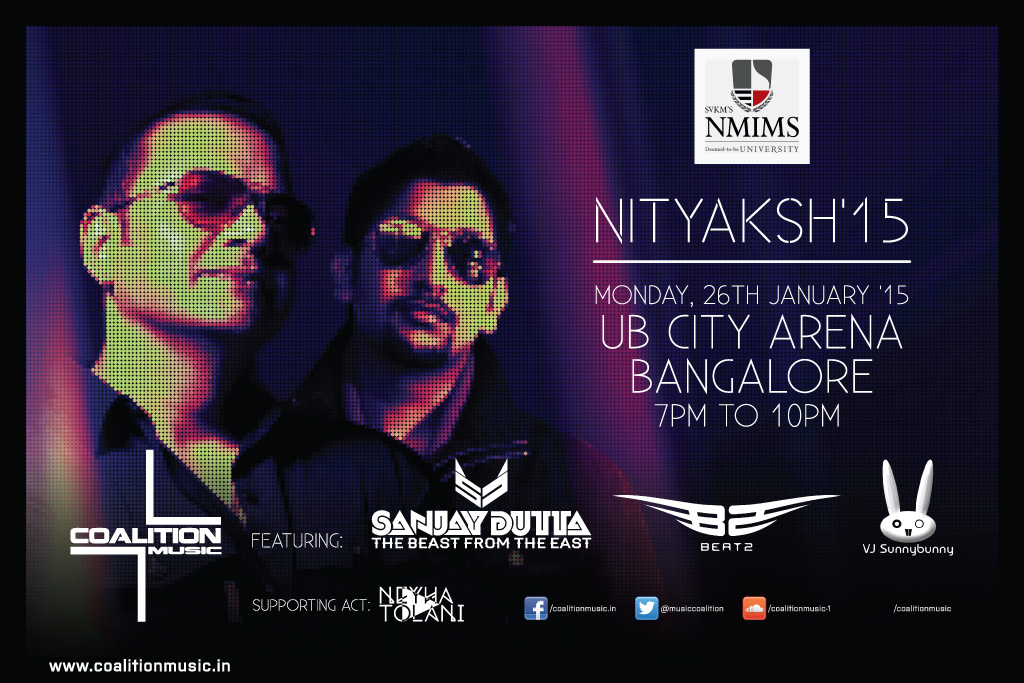 SVKM'S
NMIMS
Deemed-to-be UNIVERSITY
NITYAKSH'15
MONDAY, 26TH JANUARY '15
UB CITY ARENA
BANGALORE
7PM TO 10PM
COALITION
MUSIC
FEATURING:
SANJAY DUTTA
THE BEAST FROM THE EAST
BEATZ
VJ Sunnybunny
SUPPORTING ACT:
NEYHA
TOLANI
/coalitionmusic.in
@musiccoalition
/coalitionmusic-1
/coalitionmusic
www.coalitionmusic.in